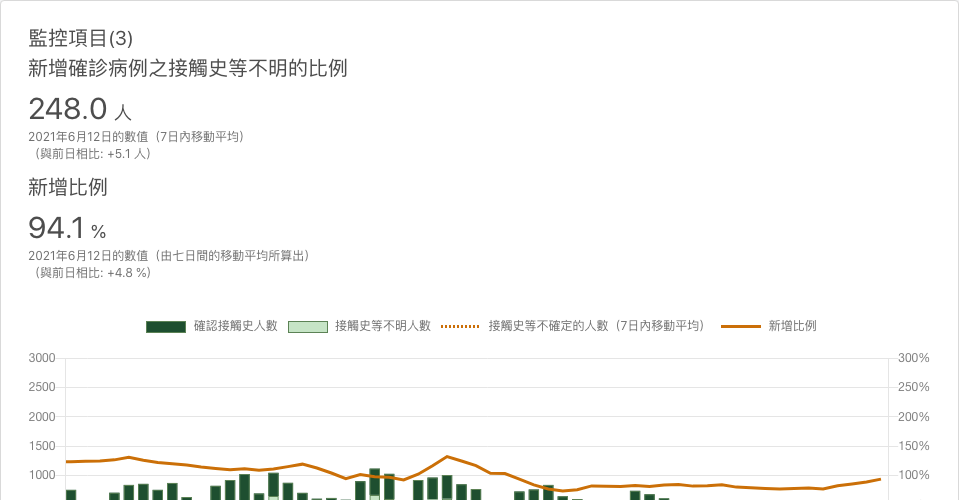 監控項目(3)
新增確診病例之接觸史等不明的比例
248.0 人
2021年6月12日的數值（7日內移動平均）
（與前日相比: +5.1 人）
新增比例
94.1 %
2021年6月12日的數值（由七日間的移動平均所算出）
（與前日相比: +4.8 %）
確認接觸史人數 接觸史等不明人數 接觸史等不確定的人數（7日內移動平均） 新增比例
3000 300%
2500 250%
2000 200%
1500 150%
1000 100%